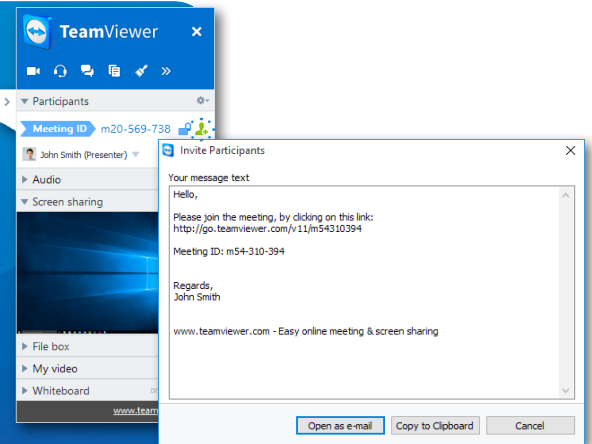 TeamViewer
Participants
Meeting ID m20-569-738
John Smith (Presenter)
Audio
Screen sharing
File box
My video
Whiteboard
www.team
Invite Participants
Your message text
Hello,
Please join the meeting, by clicking on this link:
http://go.teamviewer.com/v11/m54310394
Meeting ID: m54-310-394
Regards,
John Smith
www.teamviewer.com - Easy online meeting & screen sharing
Open as e-mail Copy to Clipboard Cancel